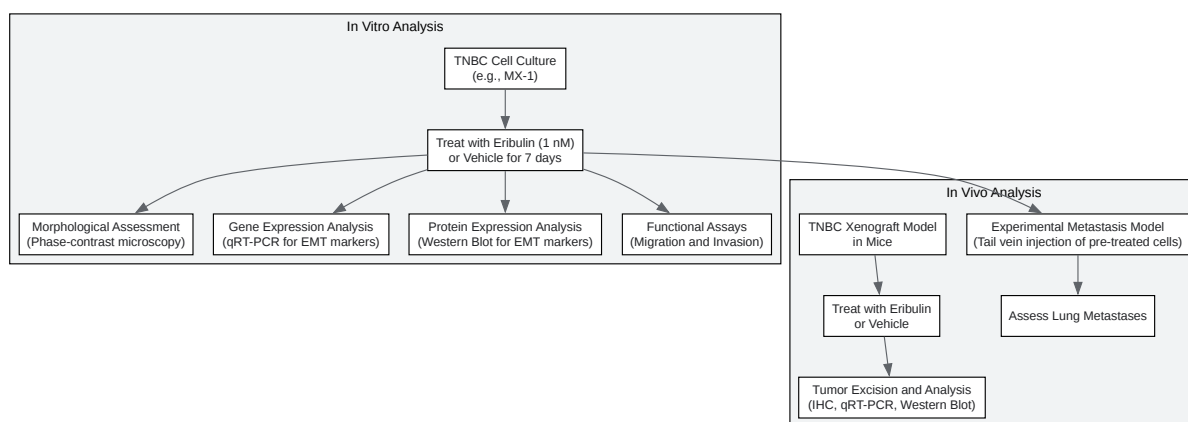 In Vitro Analysis
TNBC Cell Culture
(e.g., MX-1)
Treat with Eribulin (1 nM)
or Vehicle for 7 days
Morphological Assessment
(Phase-contrast microscopy)
Gene Expression Analysis
(qRT-PCR for EMT markers)
Protein Expression Analysis
(Western Blot for EMT markers)
Functional Assays
(Migration and Invasion)
In Vivo Analysis
TNBC Xenograft Model
in Mice
Experimental Metastasis Model
(Tail vein injection of pre-treated cells)
Treat with Eribulin
or Vehicle
Assess Lung Metastases
Tumor Excision and Analysis
(IHC, qRT-PCR, Western Blot)